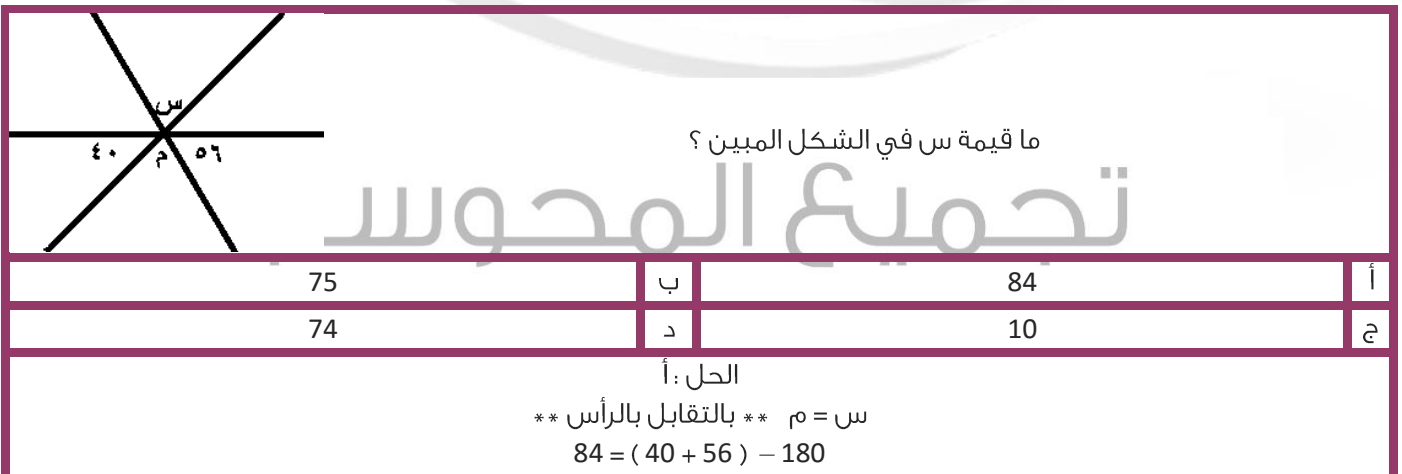 س
٤٠ م ٥٦
ما قيمة س في الشكل المبين ؟
تجميع المحوسب
أ 84 ب 75
ج 10 د 74
الحل : أ
س = م ** بالتقابل بالرأس **
180 – ( 56 + 40 ) = 84